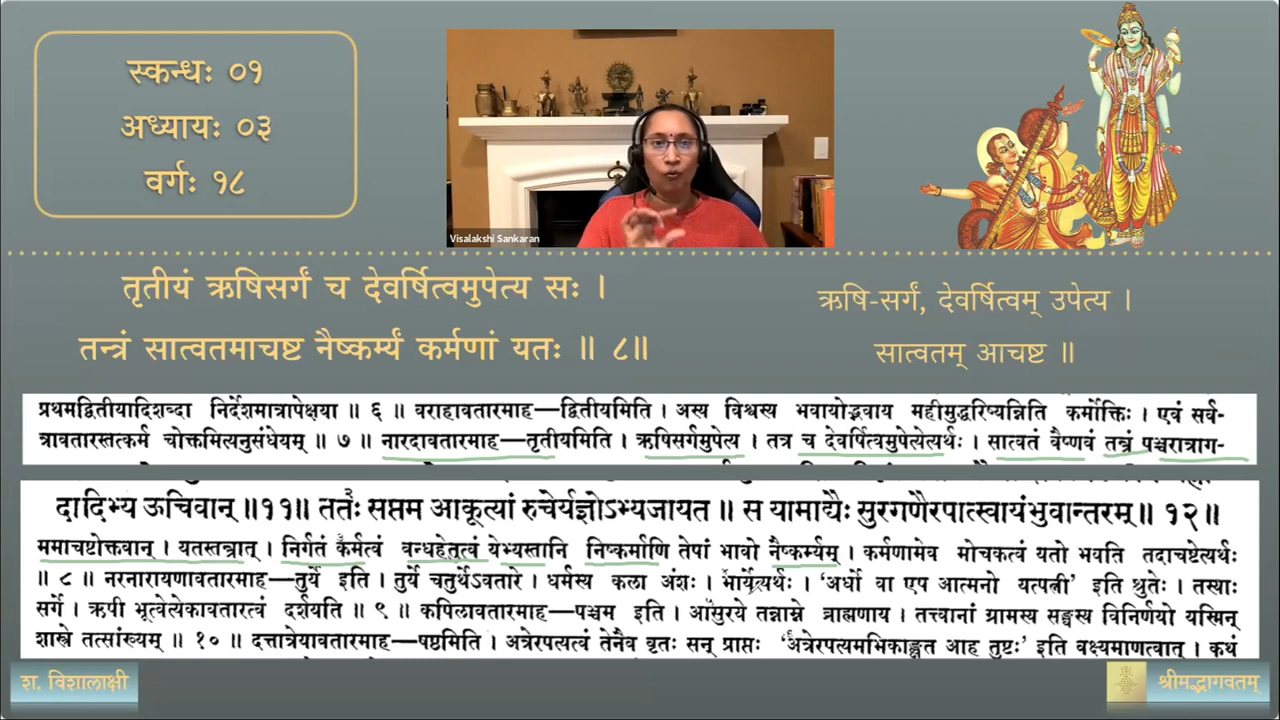 स्कन्धः ०१
अध्यायः ०३
वर्गः १८
Visalakshi Sankaran
तृतीयं ऋषिसर्गं च देवर्षित्वमुपेत्य सः ।
तन्त्रं सात्वतमाचष्ट नैष्कर्म्यं कर्मणां यतः ॥ ८॥
ऋषि-सर्गं, देवर्षित्वम् उपेत्य ।
सात्वतम् आचष्ट ॥
प्रथमद्वितीयादिशब्दा निर्देशमात्रापेक्षया ॥ ६ ॥ वराहावतारमाह—द्वितीयमिति । अस्य विश्वस्य भवायोद्भवाय महीमुद्धरिष्यन्निति कर्मोक्तिः । एवं सर्व-
त्रावतारस्तत्कर्म चोक्तमित्यनुसंधेयम् ॥ ७ ॥ नारदावतारमाह—तृतीयमिति । ऋषिसर्गमुपेत्य । तत्र च देवर्षित्वमुपेत्येत्यर्थः । सात्वतं वैष्णवं तन्त्रं पञ्चरात्राग-
दादिभ्य ऊचिवान् ॥११॥ ततः सप्तम आकूत्यां रुचेर्यज्ञोऽभ्यजायत ॥ स यामाद्यैः सुरगणैरपात्स्वायंभुवान्तरम् ॥ १२॥
ममाचष्टोक्तवान् । यतस्तन्त्रात् । निर्गतं कर्मत्वं बन्धहेतुत्वं येभ्यस्तानि निष्कर्माणि तेषां भावो नैष्कर्म्यम् । कर्मणामेव मोचकत्वं यतो भवति तदाचष्टेत्यर्थः
॥ ८ ॥ नरनारायणावतारमाह—तुर्ये इति । तुर्ये चतुर्थेऽवतारे । धर्मस्य कला अंशः । भार्येत्यर्थः । 'अर्धो वा एष आत्मनो यत्पत्नी' इति श्रुतेः । तस्याः
सर्गे । ऋषी भूत्वेत्येकावतारत्वं दर्शयति ॥ ९ ॥ कपिलावतारमाह—पञ्चम इति । आसुरये तन्नाम्ने ब्राह्मणाय । तत्त्वानां ग्रामस्य सङ्घस्य विनिर्णयो यस्मिन्
शास्त्रे तत्सांख्यम् ॥ १० ॥ दत्तात्रेयावतारमाह—षष्ठमिति । अत्रेरपत्यत्वं तेनैव वृतः सन् प्राप्तः 'अत्रेरपत्यमभिकाङ्क्षत आह तुष्टः' इति वक्ष्यमाणत्वात् । कथं
श. विशालाक्षी
श्रीमद्भागवतम्